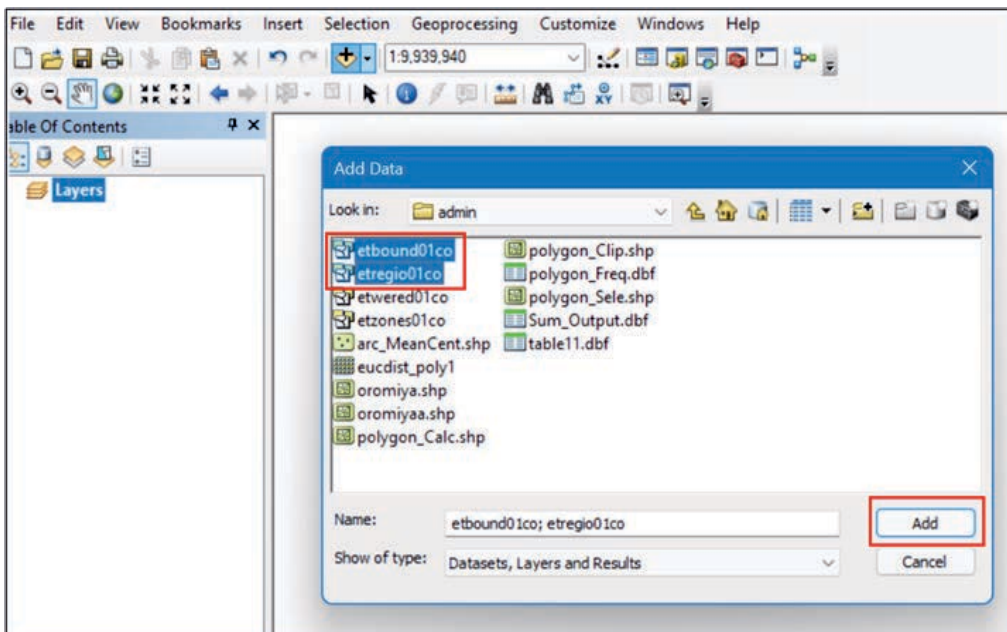 File Edit View Bookmarks Insert Selection Geoprocessing Customize Windows Help
1:9,939,940
able Of Contents
Layers
Add Data
Look in: admin
etbound01co
etregio01co
etwered01co
etzones01co
arc_MeanCent.shp
eucdist_poly1
oromiya.shp
oromiyaa.shp
polygon_Calc.shp
polygon_Clip.shp
polygon_Freq.dbf
polygon_Sele.shp
Sum_Output.dbf
table11.dbf
Name: etbound01co; etregio01co
Add
Show of type: Datasets, Layers and Results
Cancel